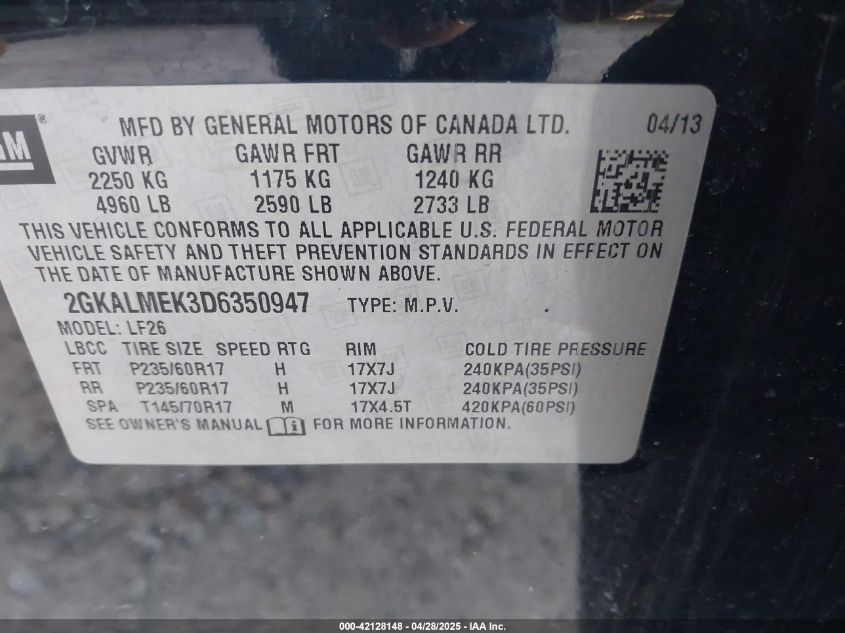 GM
MFD BY GENERAL MOTORS OF CANADA LTD. 04/13
GVWR GAWR FRT GAWR RR
2250 KG 1175 KG 1240 KG
4960 LB 2590 LB 2733 LB
THIS VEHICLE CONFORMS TO ALL APPLICABLE U.S. FEDERAL MOTOR
VEHICLE SAFETY AND THEFT PREVENTION STANDARDS IN EFFECT ON
THE DATE OF MANUFACTURE SHOWN ABOVE.
2GKALMEK3D6350947 TYPE: M.P.V.
MODEL: LF26
LBCC TIRE SIZE SPEED RTG RIM COLD TIRE PRESSURE
FRT P235/60R17 H 17X7J 240KPA(35PSI)
RR P235/60R17 H 17X7J 240KPA(35PSI)
SPA T145/70R17 M 17X4.5T 420KPA(60PSI)
SEE OWNER'S MANUAL FOR MORE INFORMATION.
000-42128148 - 04/28/2025 - IAA Inc.